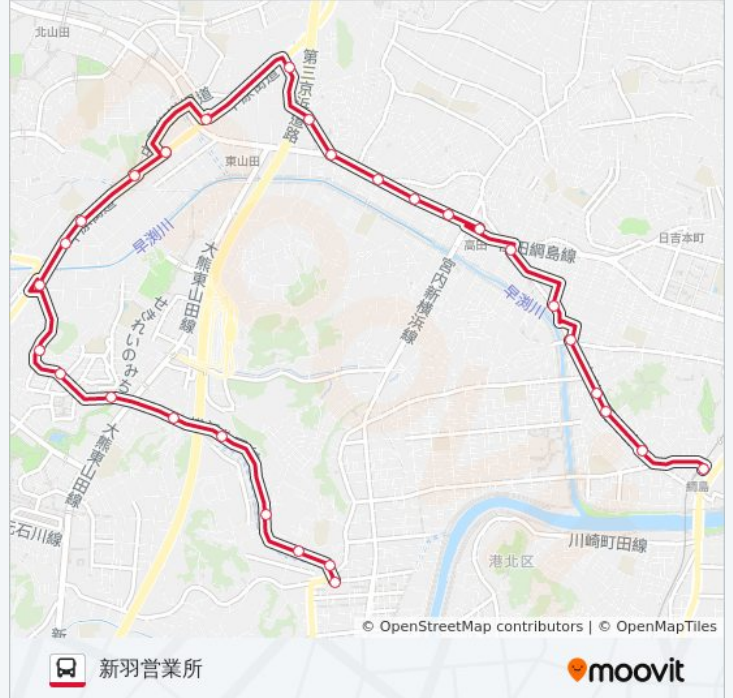 北山田
第三京浜道路
東山田
早渕川
日吉本町
大熊東山田線
高田
田綱島線
宮内新横浜線
早渕川
せきれいのみち
大熊東山田線
元石川線
綱島
港北区
川崎町田線
新
© OpenStreetMap contributors | © OpenMapTiles
新羽営業所
moovit